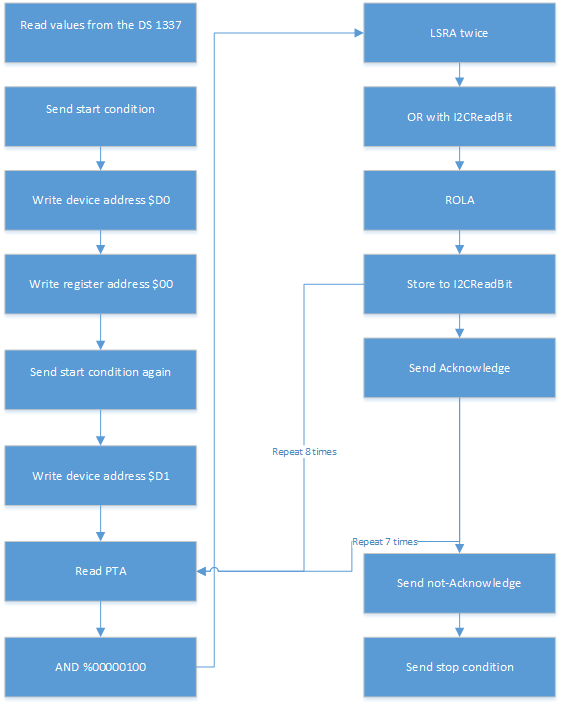 Read values from the DS 1337
Send start condition
Write device address $D0
Write register address $00
Send start condition again
Write device address $D1
Read PTA
AND %00000100
LSRA twice
OR with I2CReadBit
ROLA
Store to I2CReadBit
Repeat 8 times
Send Acknowledge
Repeat 7 times
Send not-Acknowledge
Send stop condition